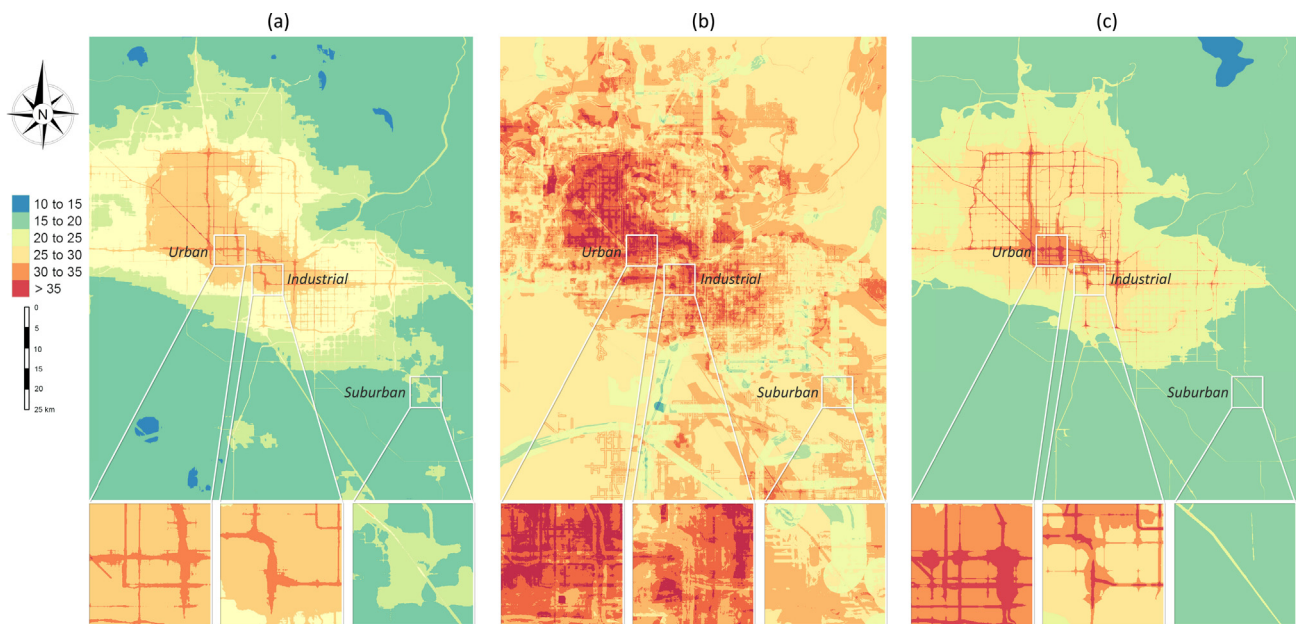 (a)
(b)
(c)
N
10 to 15
15 to 20
20 to 25
25 to 30
30 to 35
> 35
0
5
10
15
20
25 km
Urban
Industrial
Suburban
Urban
Industrial
Suburban
Urban
Industrial
Suburban